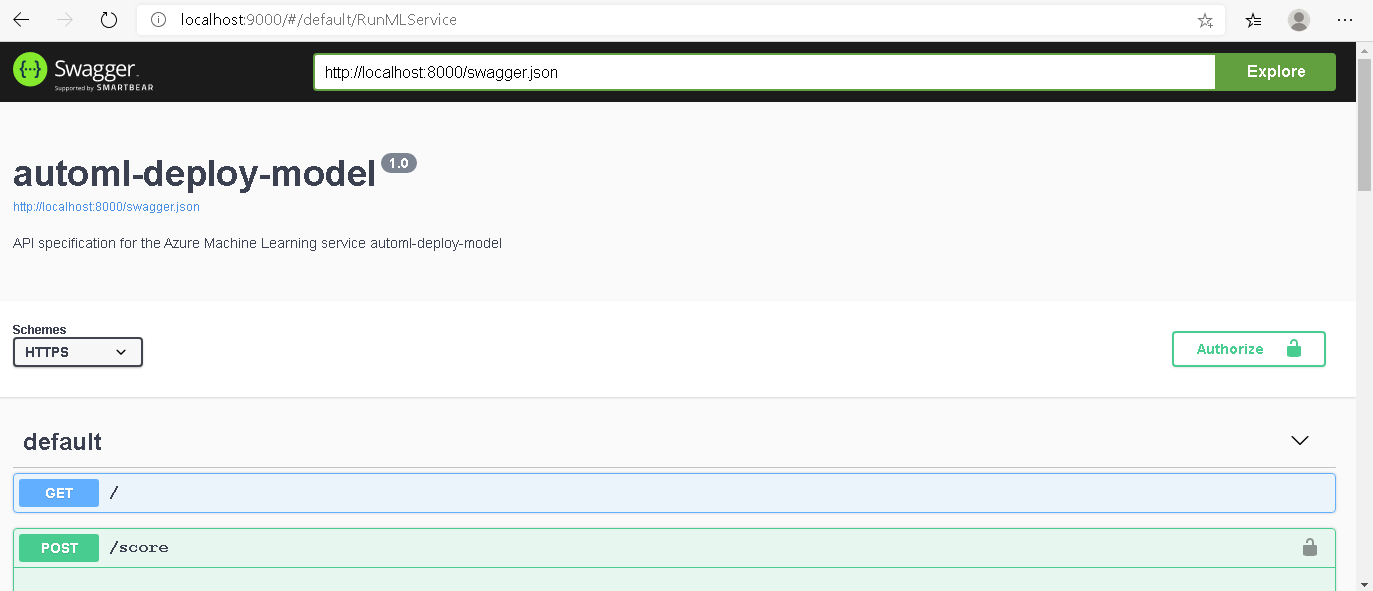 localhost:9000/#/default/RunMLService
Swagger.
Supported by SMARTBEAR
http://localhost:8000/swagger.json
Explore
automl-deploy-model 1.0
http://localhost:8000/swagger.json
API specification for the Azure Machine Learning service automl-deploy-model
Schemes
HTTPS
Authorize
default
GET /
POST /score